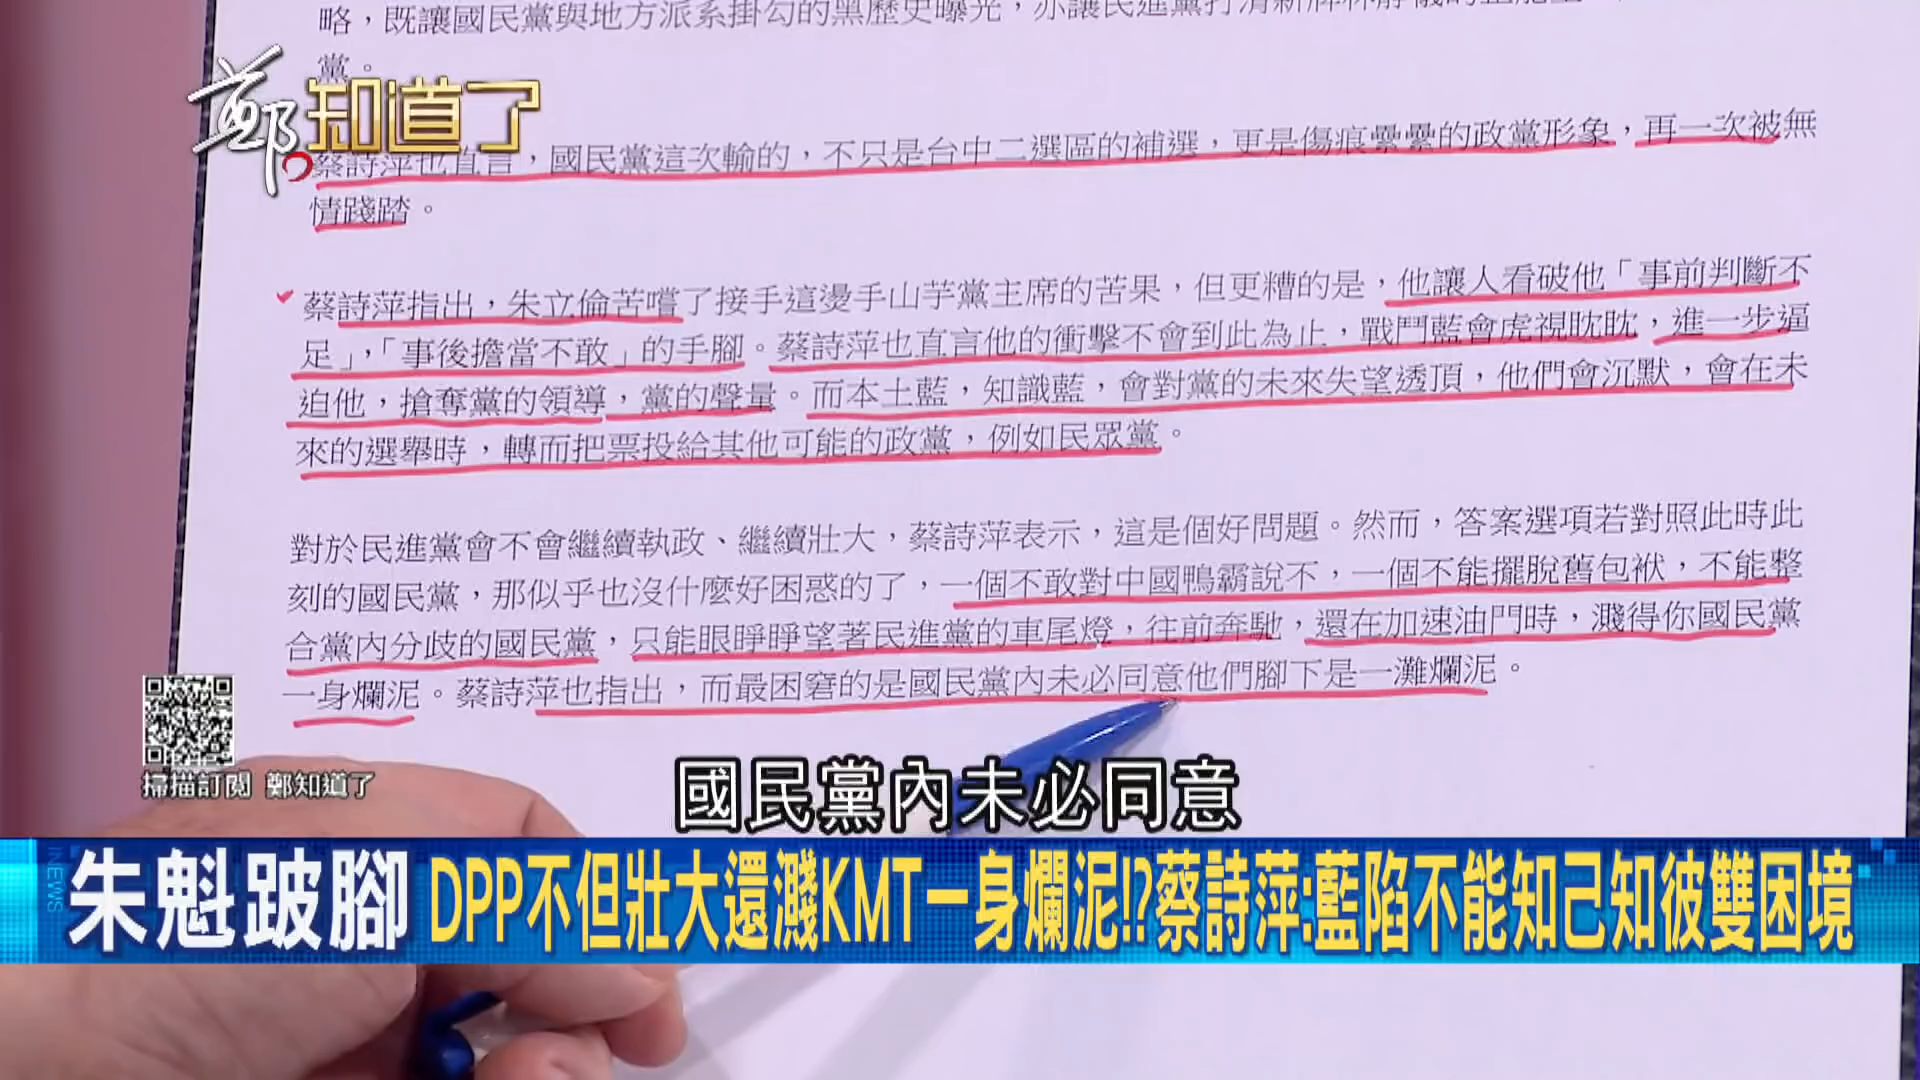 略，既讓國民黨與地方派系掛勾的黑歷史曝光，亦讓民進黨打清新牌林靜儀的正能量
黨。
鄭知道了
蔡詩萍也直言，國民黨這次輸的，不只是台中二選區的補選，更是傷痕纍纍的政黨形象，再一次被無
情踐踏。
蔡詩萍指出，朱立倫苦嚐了接手這燙手山芋黨主席的苦果，但更糟的是，他讓人看破他「事前判斷不
足」，「事後擔當不敢」的手腳。蔡詩萍也直言他的衝擊不會到此為止，戰鬥藍會虎視眈眈，進一步逼
迫他，搶奪黨的領導，黨的聲量。而本土藍，知識藍，會對黨的未來失望透頂，他們會沉默，會在未
來的選舉時，轉而把票投給其他可能的政黨，例如民眾黨。
對於民進黨會不會繼續執政、繼續壯大，蔡詩萍表示，這是個好問題。然而，答案選項若對照此時此
刻的國民黨，那似乎也沒什麼好困惑的了，一個不敢對中國鴨霸說不，一個不能擺脫舊包袱，不能整
合黨內分歧的國民黨，只能眼睜睜望著民進黨的車尾燈，往前奔馳，還在加速油門時，濺得你國民黨
一身爛泥。蔡詩萍也指出，而最困窘的是國民黨內未必同意他們腳下是一灘爛泥。
掃描訂閱 鄭知道了
國民黨內未必同意
NEWS
朱魁跛腳 DPP不但壯大還濺KMT一身爛泥!?蔡詩萍:藍陷不能知己知彼雙困境